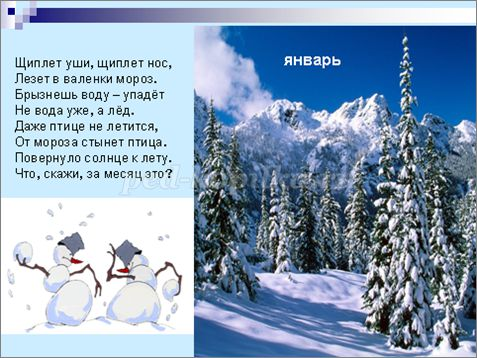 Щиплет уши, щиплет нос,
Лезет в валенки мороз.
Брызнешь воду – упадёт
Не вода уже, а лёд.
Даже птице не летится,
От мороза стынет птица.
Повернуло солнце к лету.
Что, скажи, за месяц это?
январь